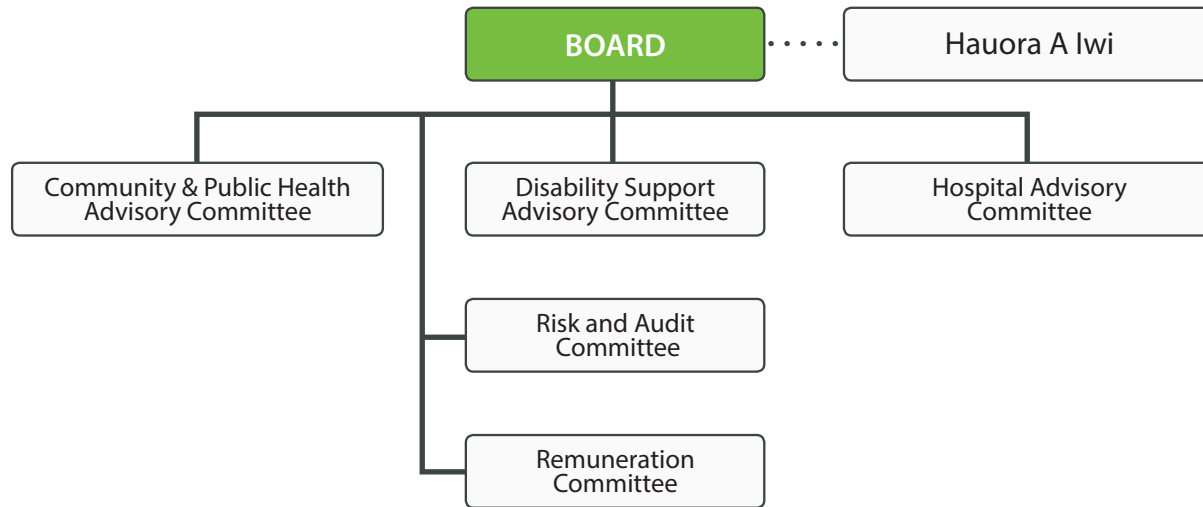 BOARD
Hauora A Iwi
Community & Public Health
Advisory Committee
Disability Support
Advisory Committee
Hospital Advisory
Committee
Risk and Audit
Committee
Remuneration
Committee